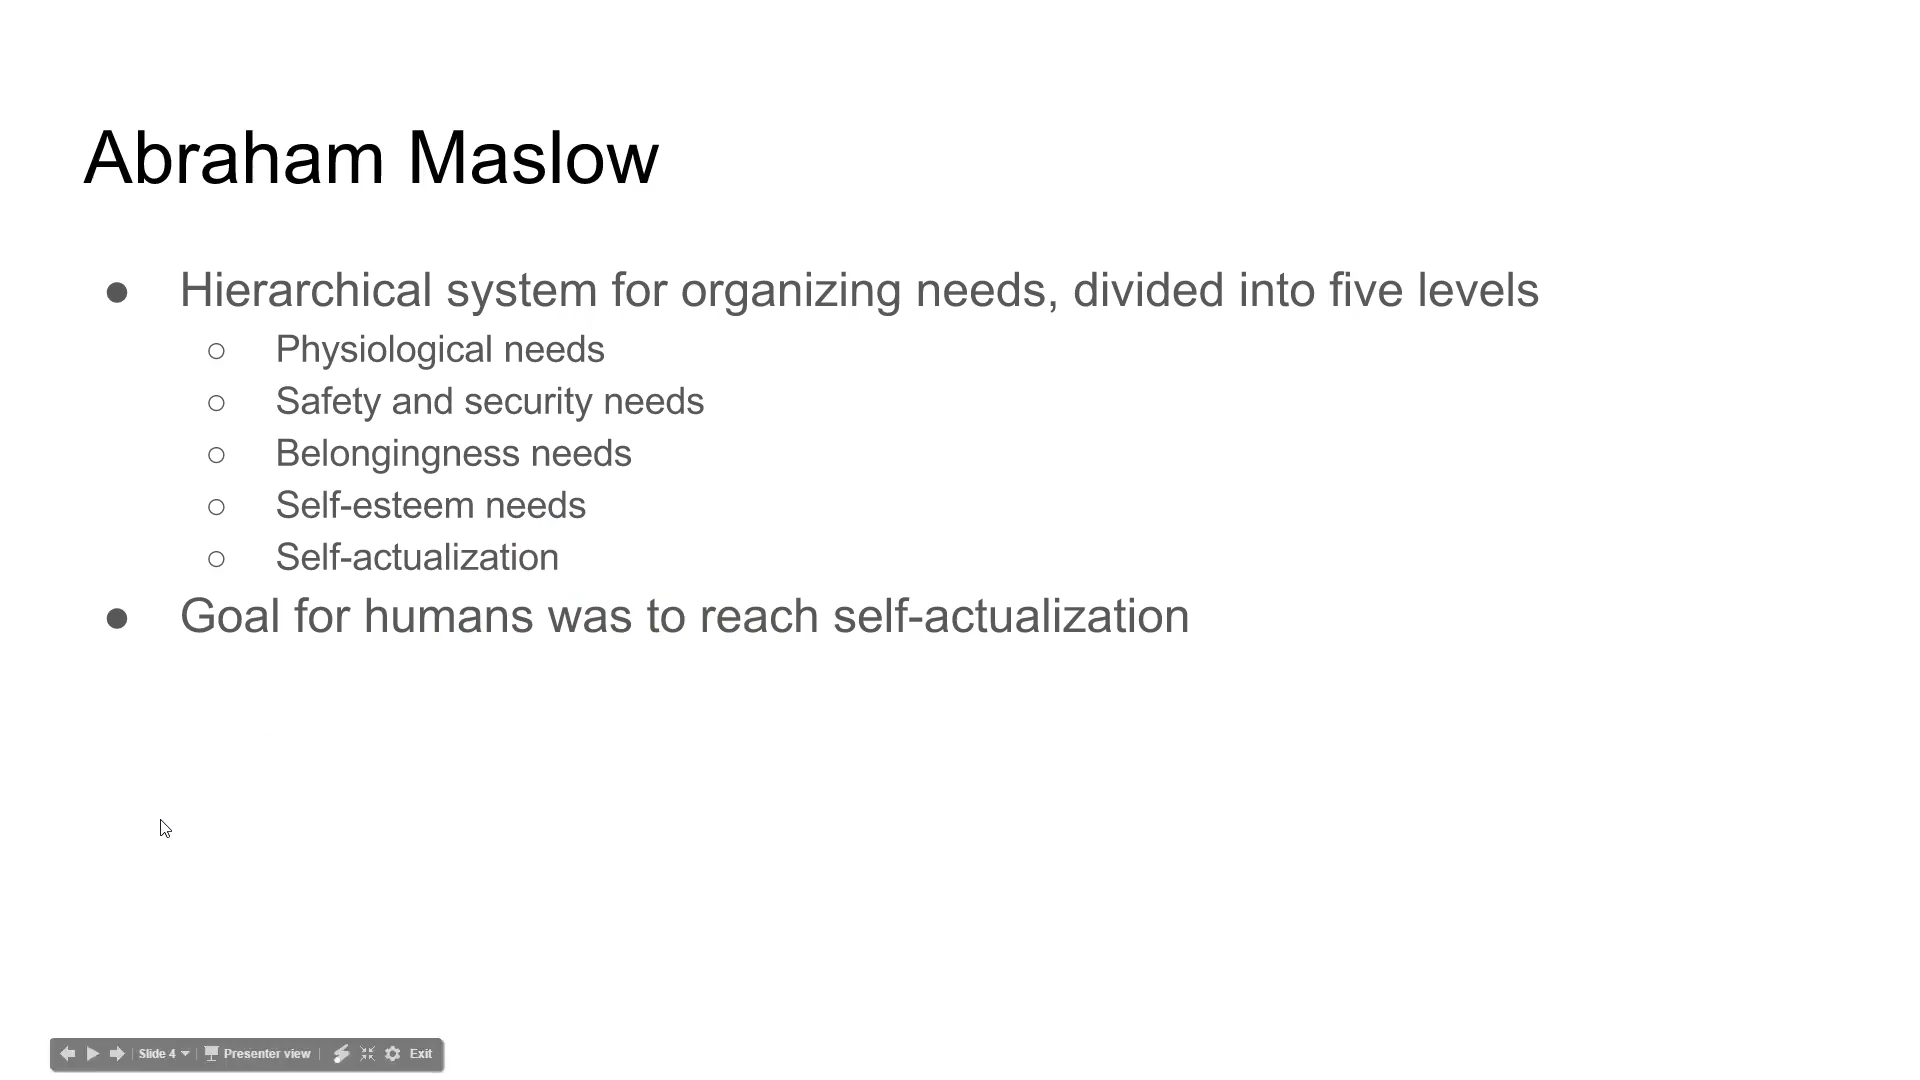 Abraham Maslow
● Hierarchical system for organizing needs, divided into five levels
○ Physiological needs
○ Safety and security needs
○ Belongingness needs
○ Self-esteem needs
○ Self-actualization
● Goal for humans was to reach self-actualization
Slide 4 Presenter view Exit